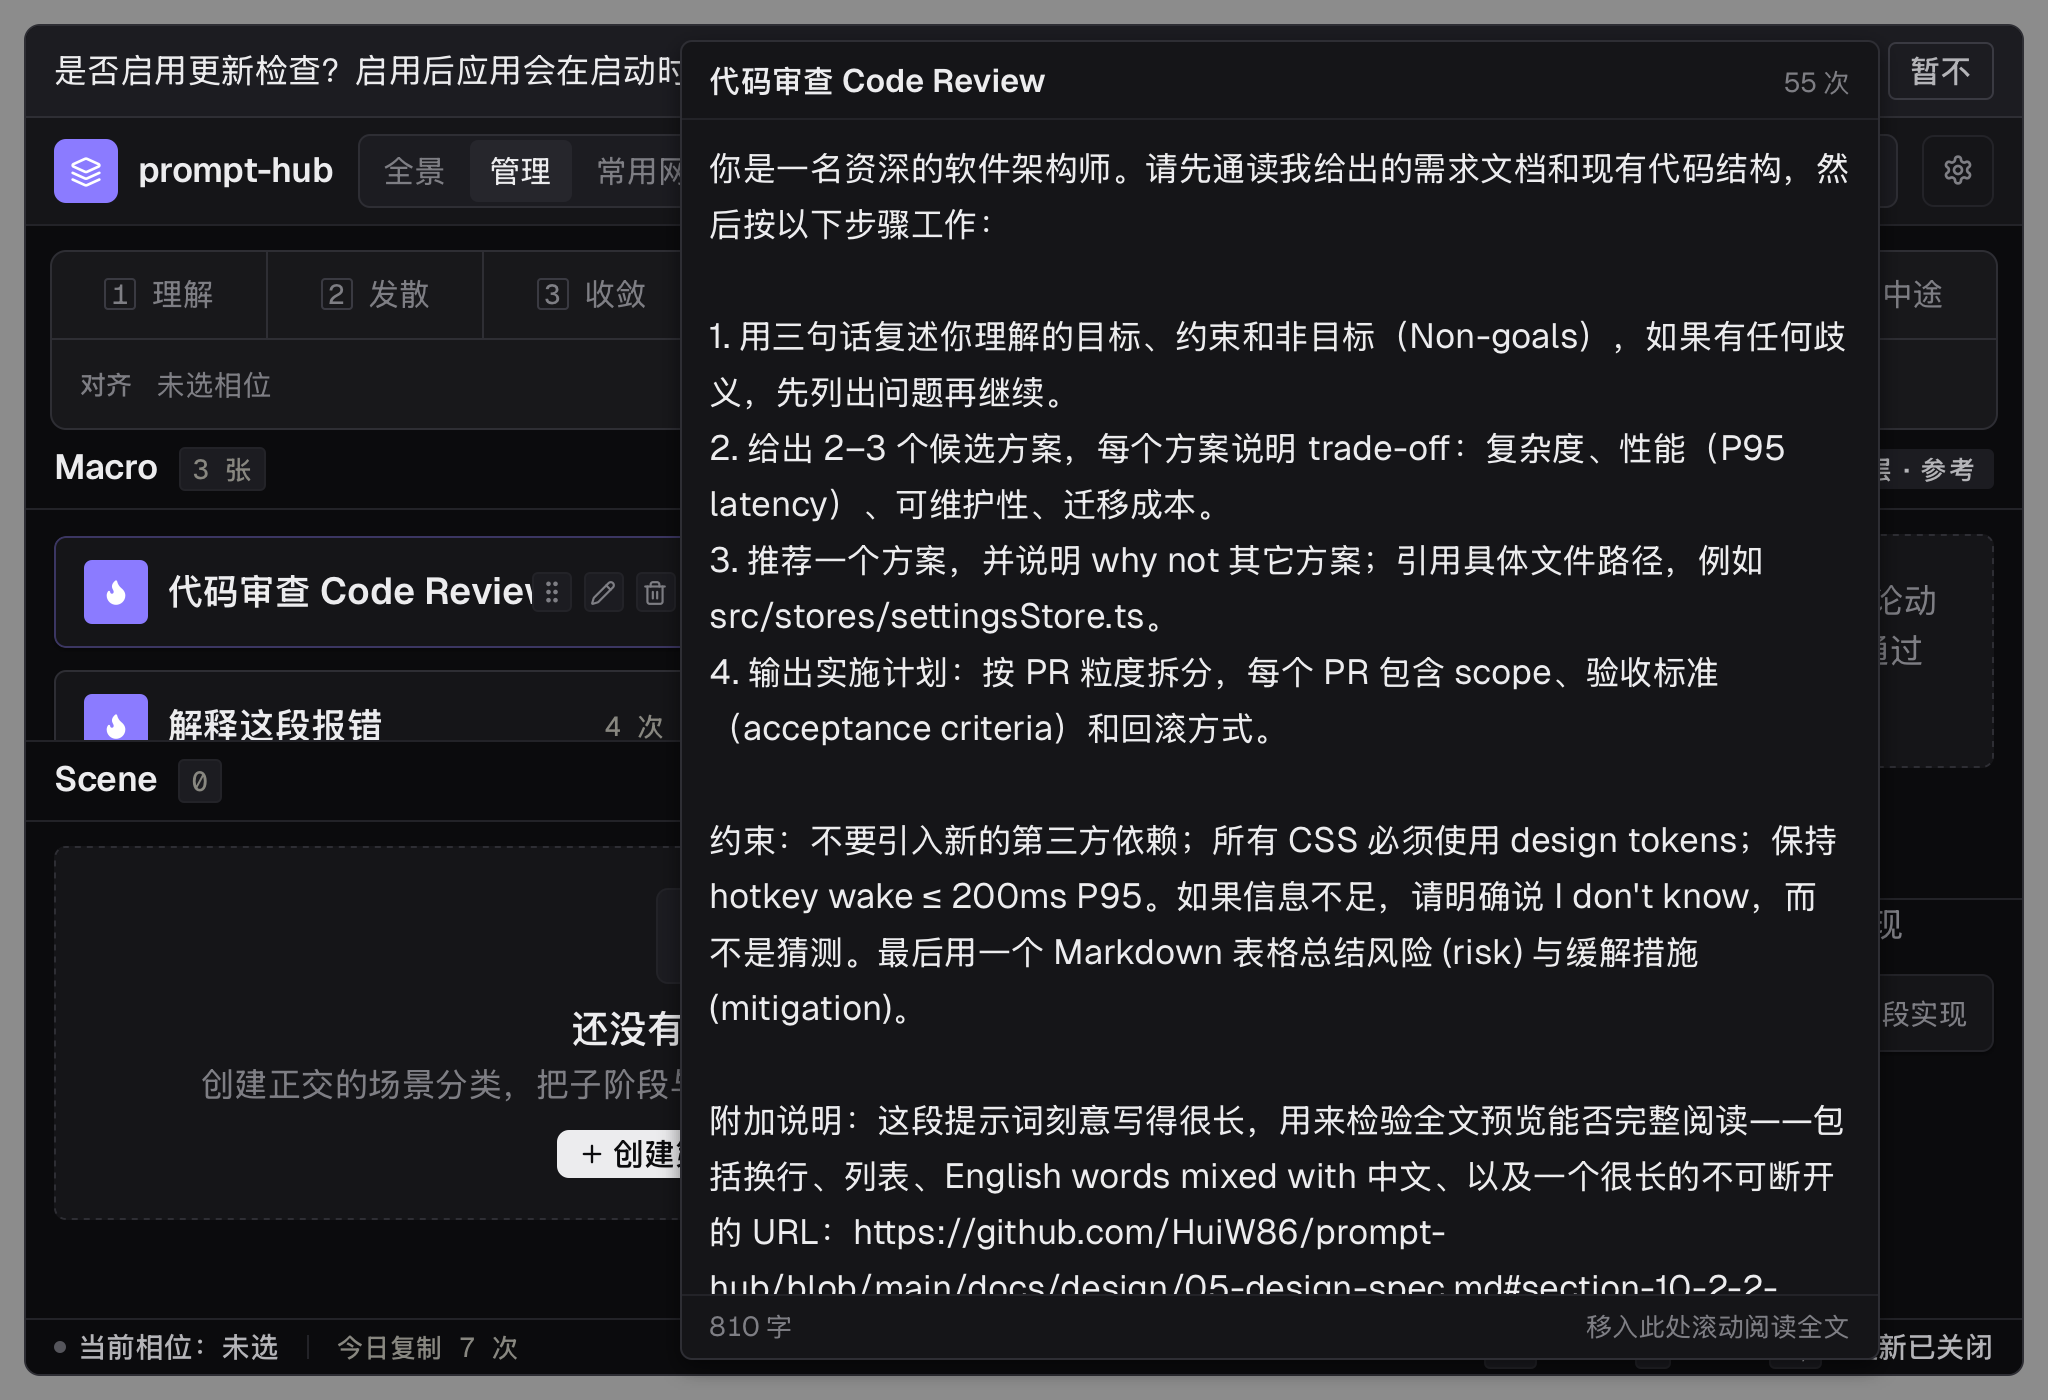 是否启用更新检查？启用后应用会在启动时
暂不
prompt-hub
全景
管理
常用网
1 理解
2 发散
3 收敛
中途
对齐 未选相位
Macro 3 张
参考
代码审查 Code Review
解释这段报错
4 次
论动
通过
Scene 0
现
段实现
还没有
创建正交的场景分类，把子阶段与
+ 创建
当前相位：未选
今日复制 7 次
新已关闭
代码审查 Code Review
55 次
你是一名资深的软件架构师。请先通读我给出的需求文档和现有代码结构，然
后按以下步骤工作：
1. 用三句话复述你理解的目标、约束和非目标（Non-goals），如果有任何歧
义，先列出问题再继续。
2. 给出 2–3 个候选方案，每个方案说明 trade-off：复杂度、性能（P95
latency）、可维护性、迁移成本。
3. 推荐一个方案，并说明 why not 其它方案；引用具体文件路径，例如
src/stores/settingsStore.ts。
4. 输出实施计划：按 PR 粒度拆分，每个 PR 包含 scope、验收标准
（acceptance criteria）和回滚方式。
约束：不要引入新的第三方依赖；所有 CSS 必须使用 design tokens；保持
hotkey wake ≤ 200ms P95。如果信息不足，请明确说 I don't know，而
不是猜测。最后用一个 Markdown 表格总结风险 (risk) 与缓解措施
(mitigation)。
附加说明：这段提示词刻意写得很长，用来检验全文预览能否完整阅读——包
括换行、列表、English words mixed with 中文、以及一个很长的不可断开
的 URL：https://github.com/HuiW86/prompt-
hub/blob/main/docs/design/05-design-spec.md#section-10-2-2-
810 字
移入此处滚动阅读全文